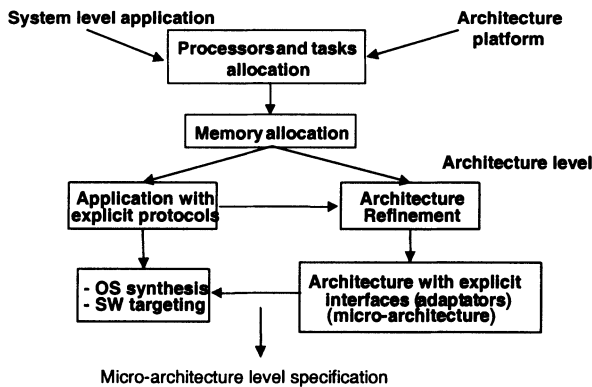 System level application
Architecture
platform
Processors and tasks
allocation
Memory allocation
Architecture level
Application with
explicit protocols
Architecture
Refinement
- OS synthesis
- SW targeting
Architecture with explicit
interfaces (adaptators)
(micro-architecture)
Micro-architecture level specification